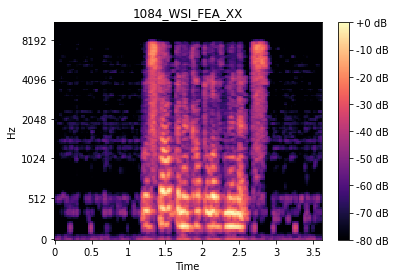 1084_WSI_FEA_XX
Hz
8192
4096
2048
1024
512
0
0 0.5 1 1.5 2 2.5 3 3.5
Time
+0 dB
-10 dB
-20 dB
-30 dB
-40 dB
-50 dB
-60 dB
-70 dB
-80 dB